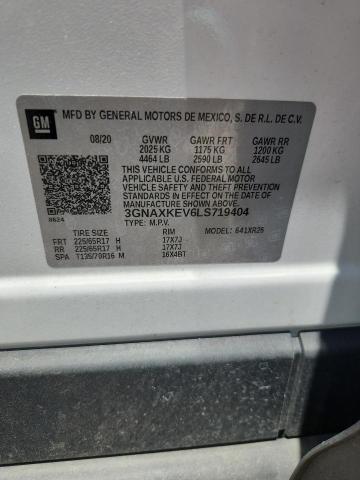 GM
MFD BY GENERAL MOTORS DE MEXICO, S. DE R.L. DE C.V.
08/20 GVWR GAWR FRT GAWR RR
2025 KG 1175 KG 1200 KG
4464 LB 2590 LB 2645 LB
THIS VEHICLE CONFORMS TO ALL
APPLICABLE U.S. FEDERAL MOTOR
VEHICLE SAFETY AND THEFT PREVENTION
STANDARDS IN EFFECT ON THE DATE OF
MANUFACTURE SHOWN ABOVE.
3GNAXKEV6LS719404
8624
TYPE: M.P.V. MODEL: 641XR26
TIRE SIZE RIM
FRT 225/65R17 H 17X7J
RR 225/65R17 H 17X7J
SPA T135/70R16 M 16X4BT